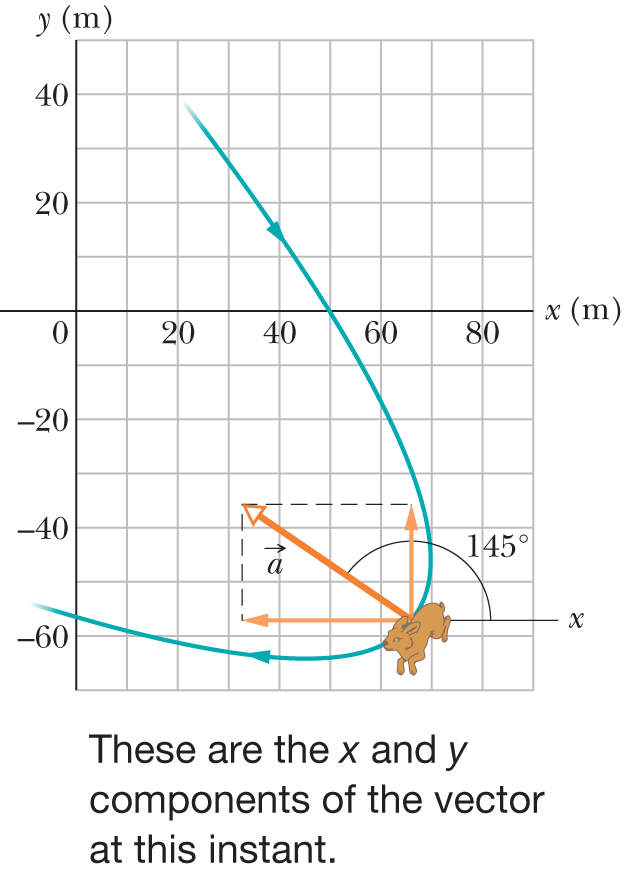 y (m)
40
20
x (m)
0 20 40 60 80
−20
−40
145°
a
x
−60
These are the x and y
components of the vector
at this instant.